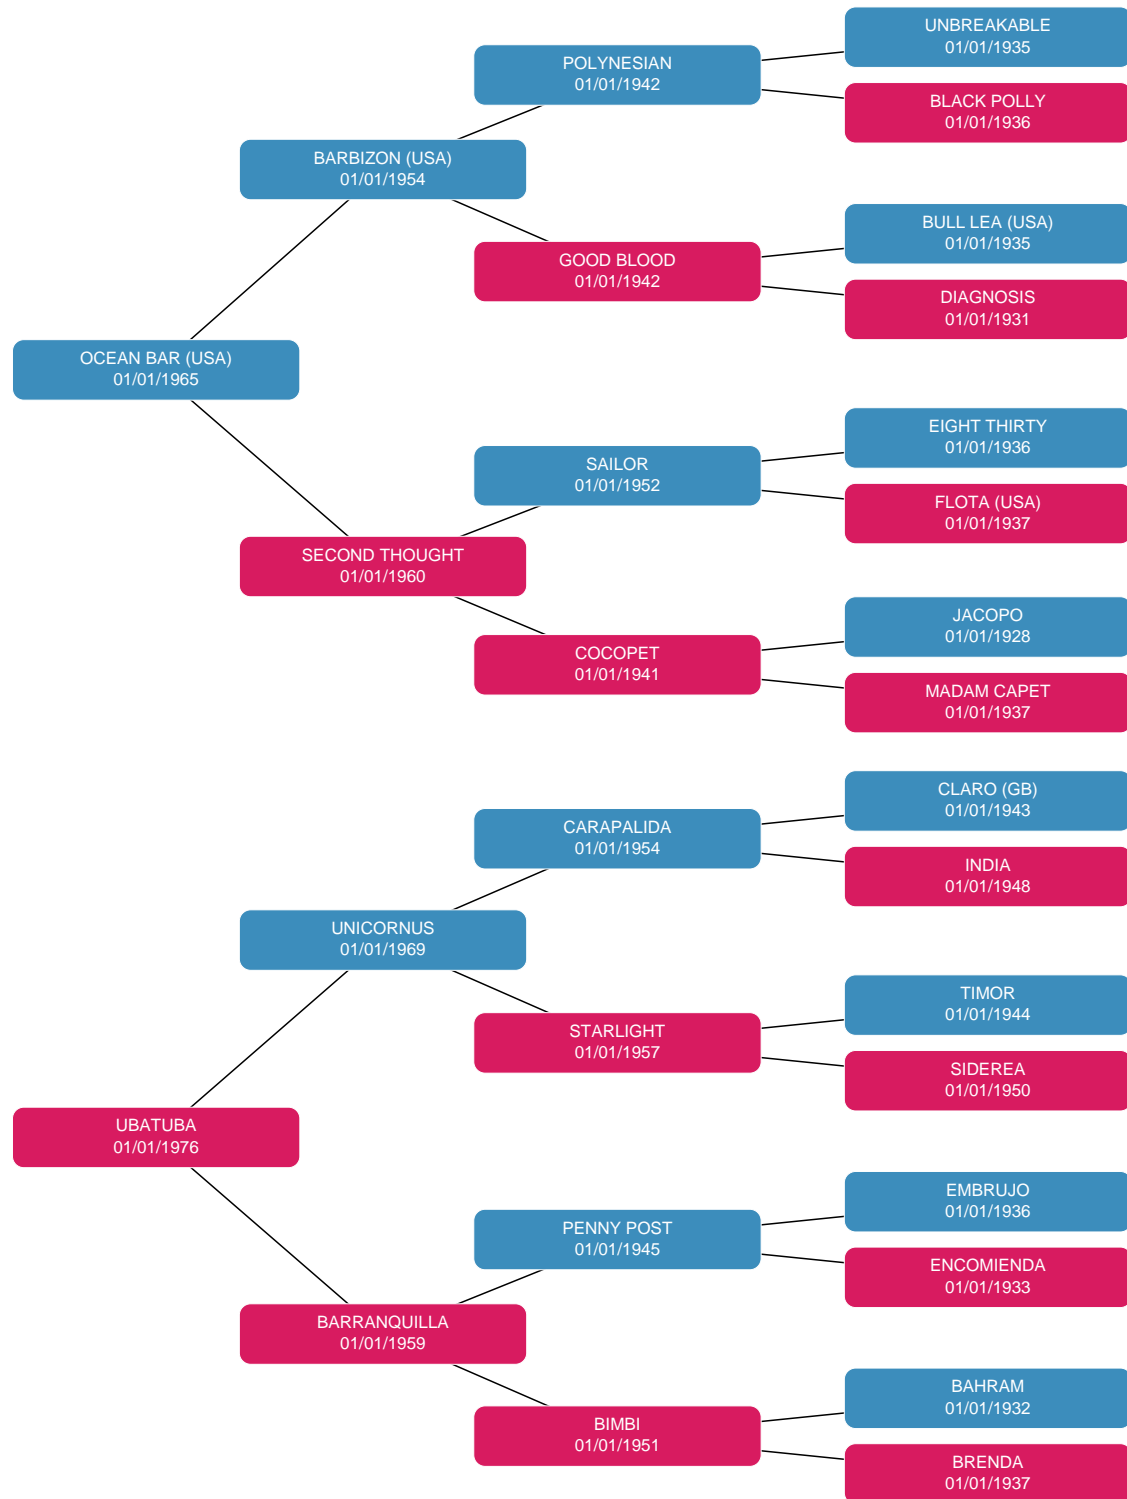 UNBREAKABLE
01/01/1935
POLYNESIAN
01/01/1942
BLACK POLLY
01/01/1936
BARBIZON (USA)
01/01/1954
BULL LEA (USA)
01/01/1935
GOOD BLOOD
01/01/1942
DIAGNOSIS
01/01/1931
OCEAN BAR (USA)
01/01/1965
EIGHT THIRTY
01/01/1936
SAILOR
01/01/1952
FLOTA (USA)
01/01/1937
SECOND THOUGHT
01/01/1960
JACOPO
01/01/1928
COCOPET
01/01/1941
MADAM CAPET
01/01/1937
CLARO (GB)
01/01/1943
CARAPALIDA
01/01/1954
INDIA
01/01/1948
UNICORNUS
01/01/1969
TIMOR
01/01/1944
STARLIGHT
01/01/1957
SIDEREA
01/01/1950
UBATUBA
01/01/1976
EMBRUJO
01/01/1936
PENNY POST
01/01/1945
ENCOMIENDA
01/01/1933
BARRANQUILLA
01/01/1959
BAHRAM
01/01/1932
BIMBI
01/01/1951
BRENDA
01/01/1937